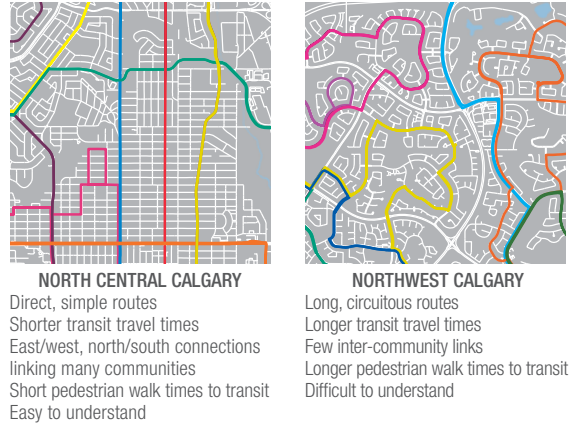 NORTH CENTRAL CALGARY
Direct, simple routes
Shorter transit travel times
East/west, north/south connections
linking many communities
Short pedestrian walk times to transit
Easy to understand
NORTHWEST CALGARY
Long, circuitous routes
Longer transit travel times
Few inter-community links
Longer pedestrian walk times to transit
Difficult to understand